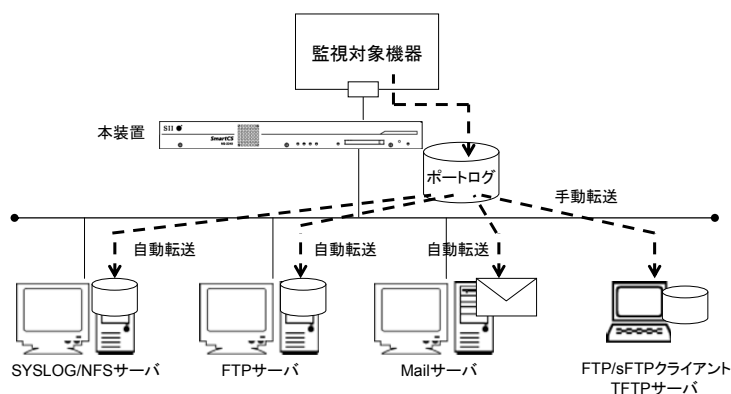 監視対象機器
本装置
SII
SmartCS
ポートログ
手動転送
自動転送
自動転送
自動転送
SYSLOG/NFSサーバ
FTPサーバ
Mailサーバ
FTP/sFTPクライアント
TFTPサーバ